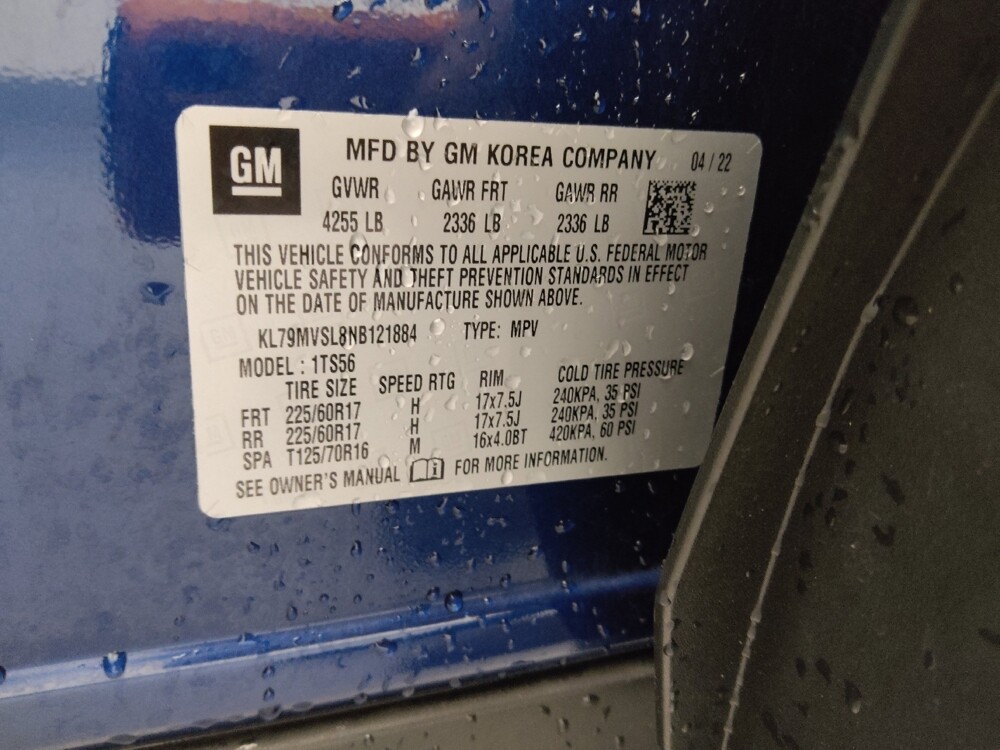 GM
MFD BY GM KOREA COMPANY 04 / 22
GVWR GAWR FRT GAWR RR
4255 LB 2336 LB 2336 LB
THIS VEHICLE CONFORMS TO ALL APPLICABLE U.S. FEDERAL MOTOR
VEHICLE SAFETY AND THEFT PREVENTION STANDARDS IN EFFECT
ON THE DATE OF MANUFACTURE SHOWN ABOVE.
KL79MVSL8NB121884 TYPE: MPV
MODEL : 1TS56
TIRE SIZE SPEED RTG RIM COLD TIRE PRESSURE
FRT 225/60R17 H 17x7.5J 240KPA, 35 PSI
RR 225/60R17 H 17x7.5J 240KPA, 35 PSI
SPA T125/70R16 M 16x4.0BT 420KPA, 60 PSI
SEE OWNER'S MANUAL FOR MORE INFORMATION.